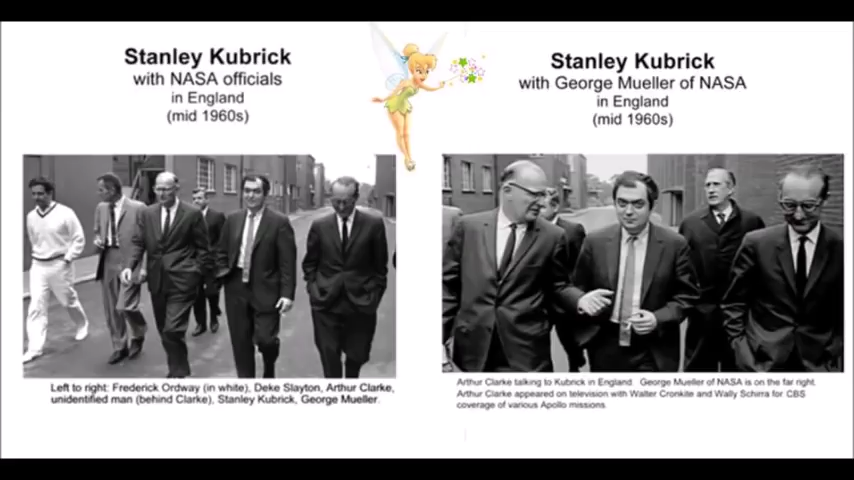 Stanley Kubrick
with NASA officials
in England
(mid 1960s)
Left to right: Frederick Ordway (in white), Deke Slayton, Arthur Clarke,
unidentified man (behind Clarke), Stanley Kubrick, George Mueller.
Stanley Kubrick
with George Mueller of NASA
in England
(mid 1960s)
Arthur Clarke talking to Kubrick in England. George Mueller of NASA is on the far right.
Arthur Clarke appeared on television with Walter Cronkite and Wally Schirra for CBS
coverage of various Apollo missions.